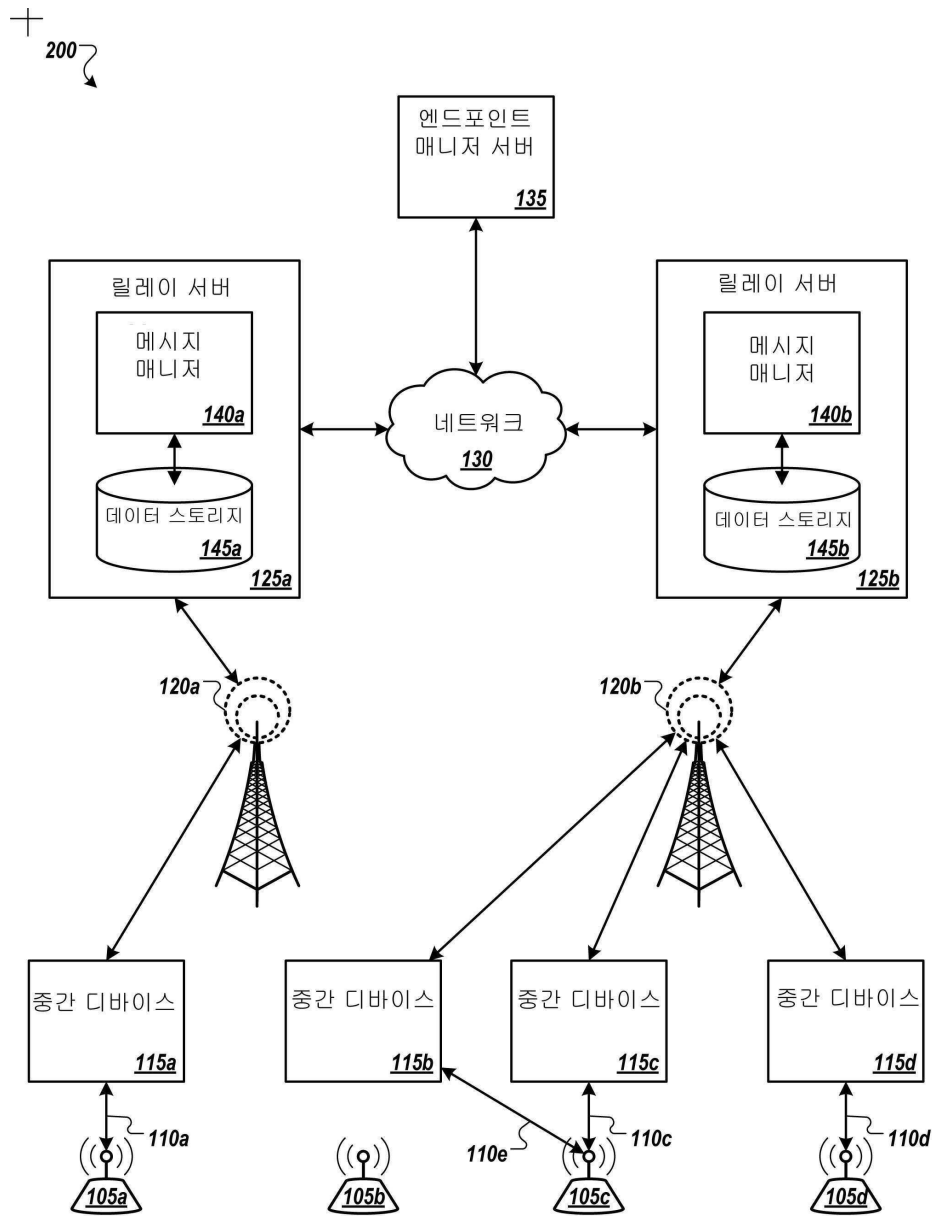 200
엔드포인트
매니저 서버
135
릴레이 서버
메시지
매니저
140a
데이터 스토리지
145a
125a
네트워크
130
릴레이 서버
메시지
매니저
140b
데이터 스토리지
145b
125b
120a
120b
중간 디바이스
115a
중간 디바이스
115b
중간 디바이스
115c
중간 디바이스
115d
110a
110e
110c
110d
105a
105b
105c
105d